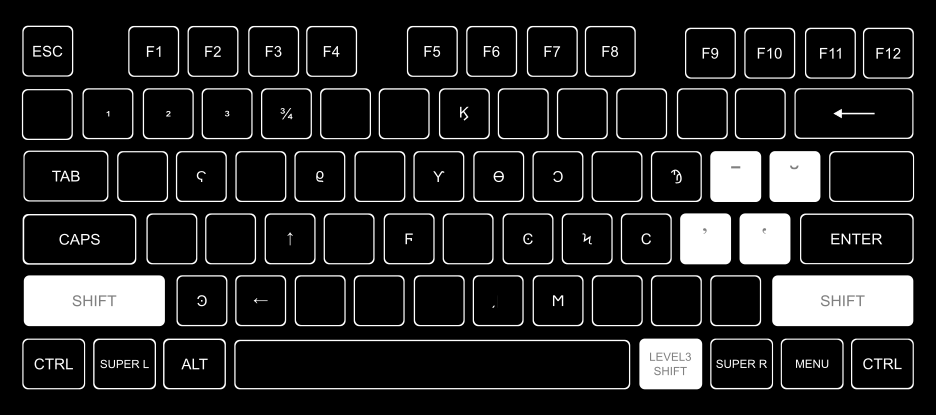 ESC F1 F2 F3 F4 F5 F6 F7 F8 F9 F10 F11 F12
¹ ² ³ ¾ Ϗ ←
TAB Ϛ ϼ ϒ ϴ Ͻ Ϡ ¯ ˘
CAPS ↑ Ϝ Ͼ Ϟ Ϲ ᾿ ῾
SHIFT Ͽ ← ͵ Ϻ SHIFT
CTRL SUPER L ALT LEVEL3 SUPER R MENU CTRL
SHIFT
ENTER